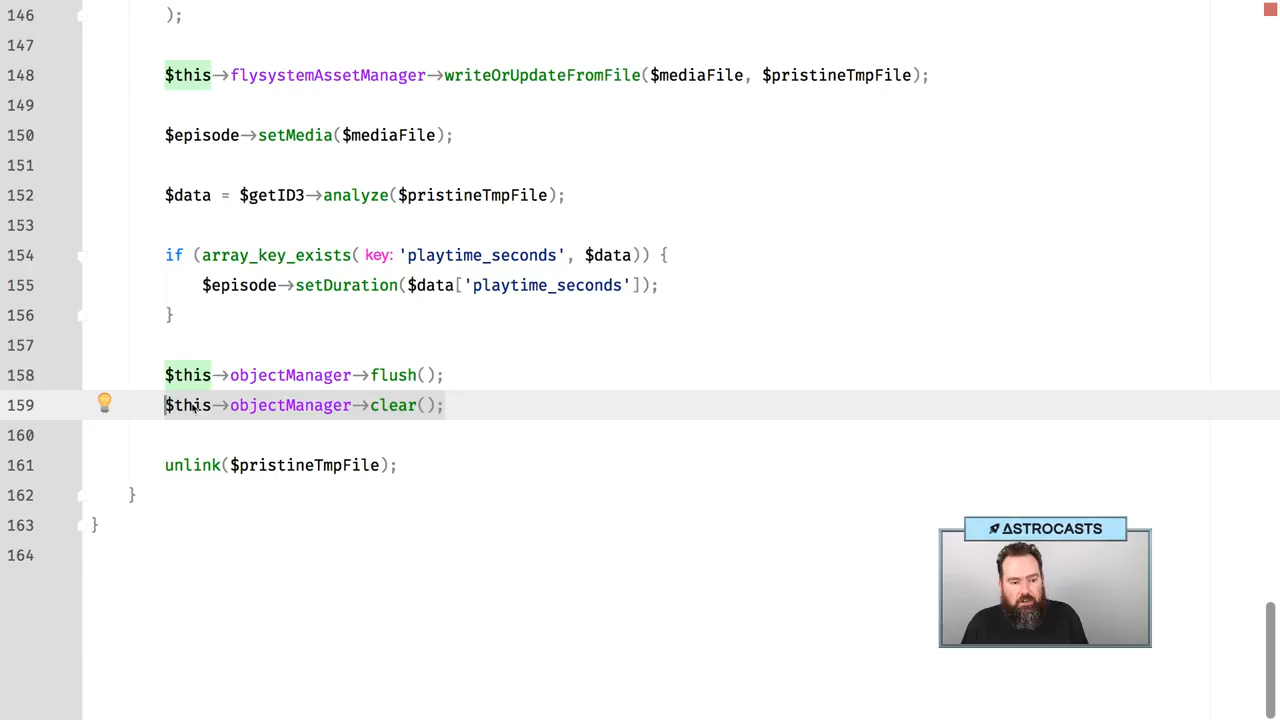 146 );
147
148 $this→flysystemAssetManager→writeOrUpdateFromFile($mediaFile, $pristineTmpFile);
149
150 $episode→setMedia($mediaFile);
151
152 $data = $getID3→analyze($pristineTmpFile);
153
154 if (array_key_exists( key: 'playtime_seconds', $data)) {
155 $episode→setDuration($data['playtime_seconds']);
156 }
157
158 $this→objectManager→flush();
159 $this→objectManager→clear();
160
161 unlink($pristineTmpFile);
162 }
163 }
164
ΔSTROCASTS